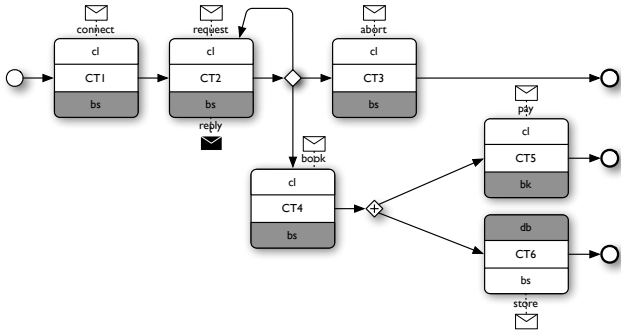 connect
cl
CT1
bs
request
cl
CT2
bs
reply
abort
cl
CT3
bs
book
cl
CT4
bs
pay
cl
CT5
bk
db
CT6
bs
store